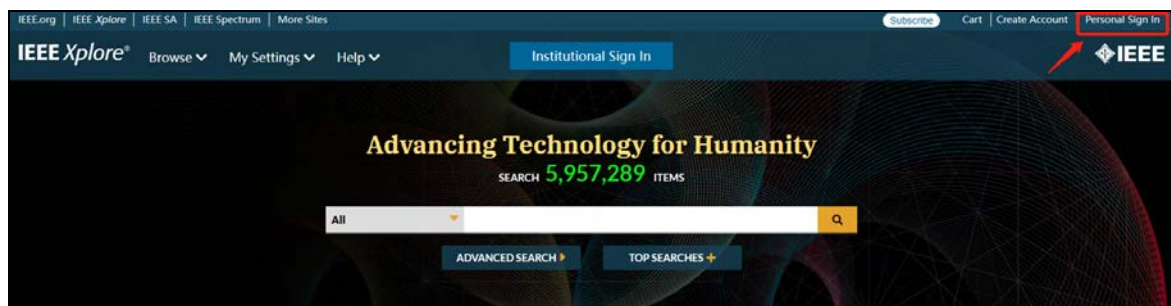 IEEE.org | IEEE Xplore | IEEE SA | IEEE Spectrum | More Sites Subscribe Cart | Create Account Personal Sign In
IEEE Xplore® Browse My Settings Help Institutional Sign In IEEE
Advancing Technology for Humanity
SEARCH 5,957,289 ITEMS
All
ADVANCED SEARCH TOP SEARCHES +